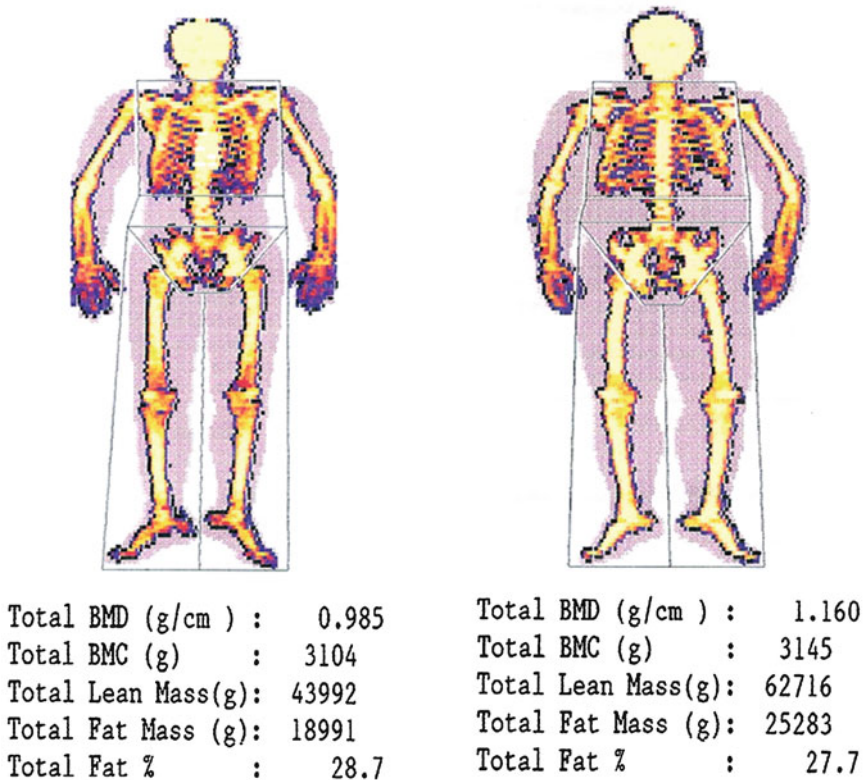 Total BMD (g/cm ) : 0.985
Total BMC (g) : 3104
Total Lean Mass(g): 43992
Total Fat Mass (g): 18991
Total Fat % : 28.7
Total BMD (g/cm ) : 1.160
Total BMC (g) : 3145
Total Lean Mass(g): 62716
Total Fat Mass (g): 25283
Total Fat % : 27.7